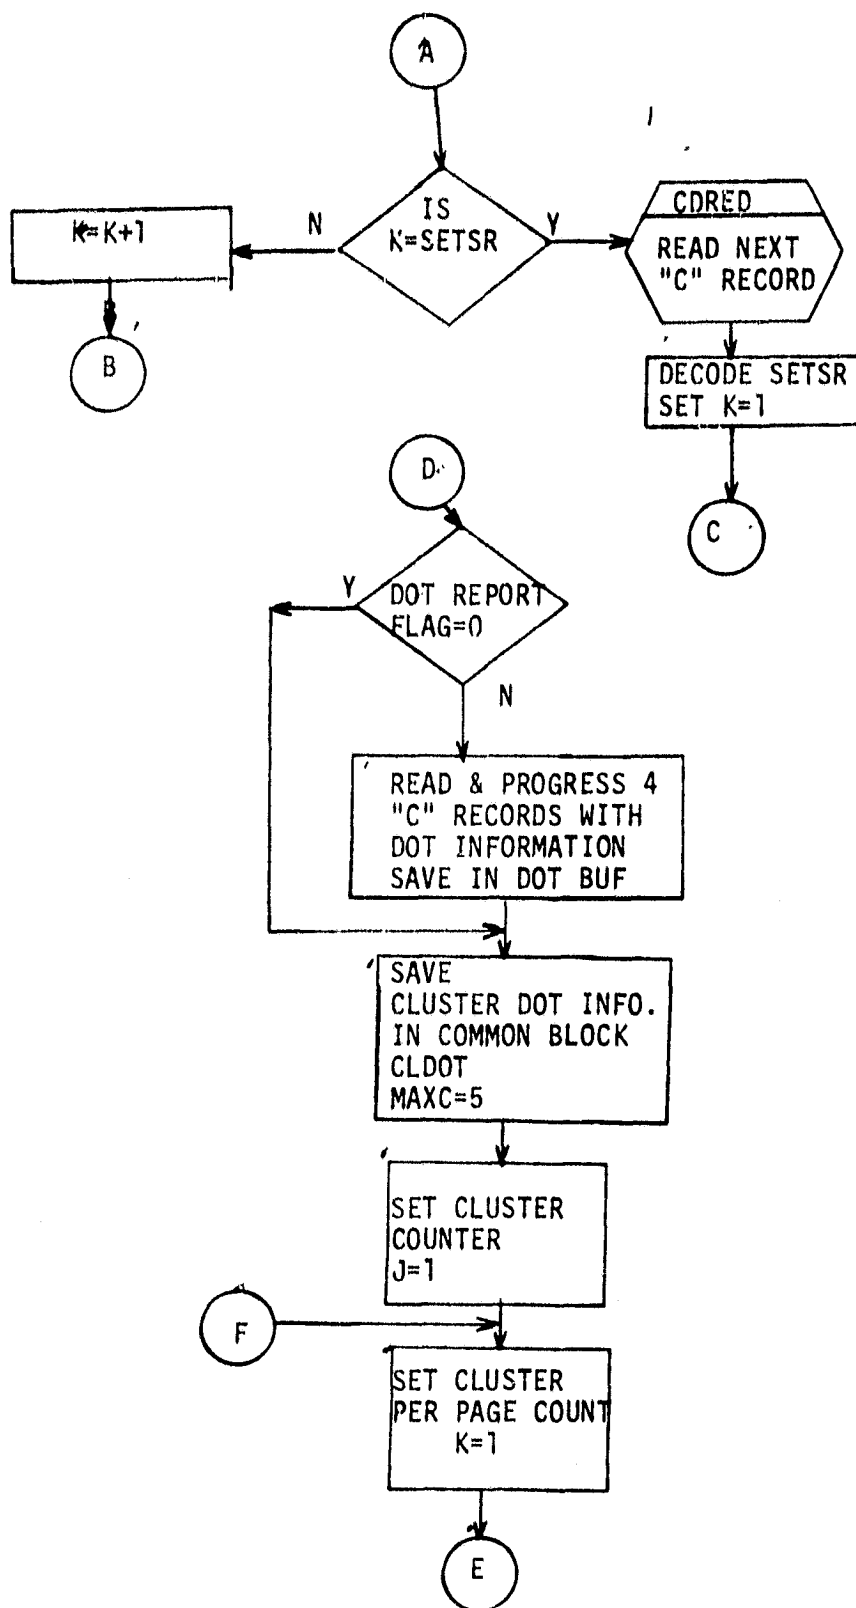 A
IS
K=SETSR
N
Y
K=K+1
B
CDRED
READ NEXT
"C" RECORD
DECODE SETSR
SET K=1
C
D
DOT REPORT
FLAG=0
Y
N
READ & PROGRESS 4
"C" RECORDS WITH
DOT INFORMATION
SAVE IN DOT BUF
SAVE
CLUSTER DOT INFO.
IN COMMON BLOCK
CLDOT
MAXC=5
SET CLUSTER
COUNTER
J=1
F
SET CLUSTER
PER PAGE COUNT
K=1
E